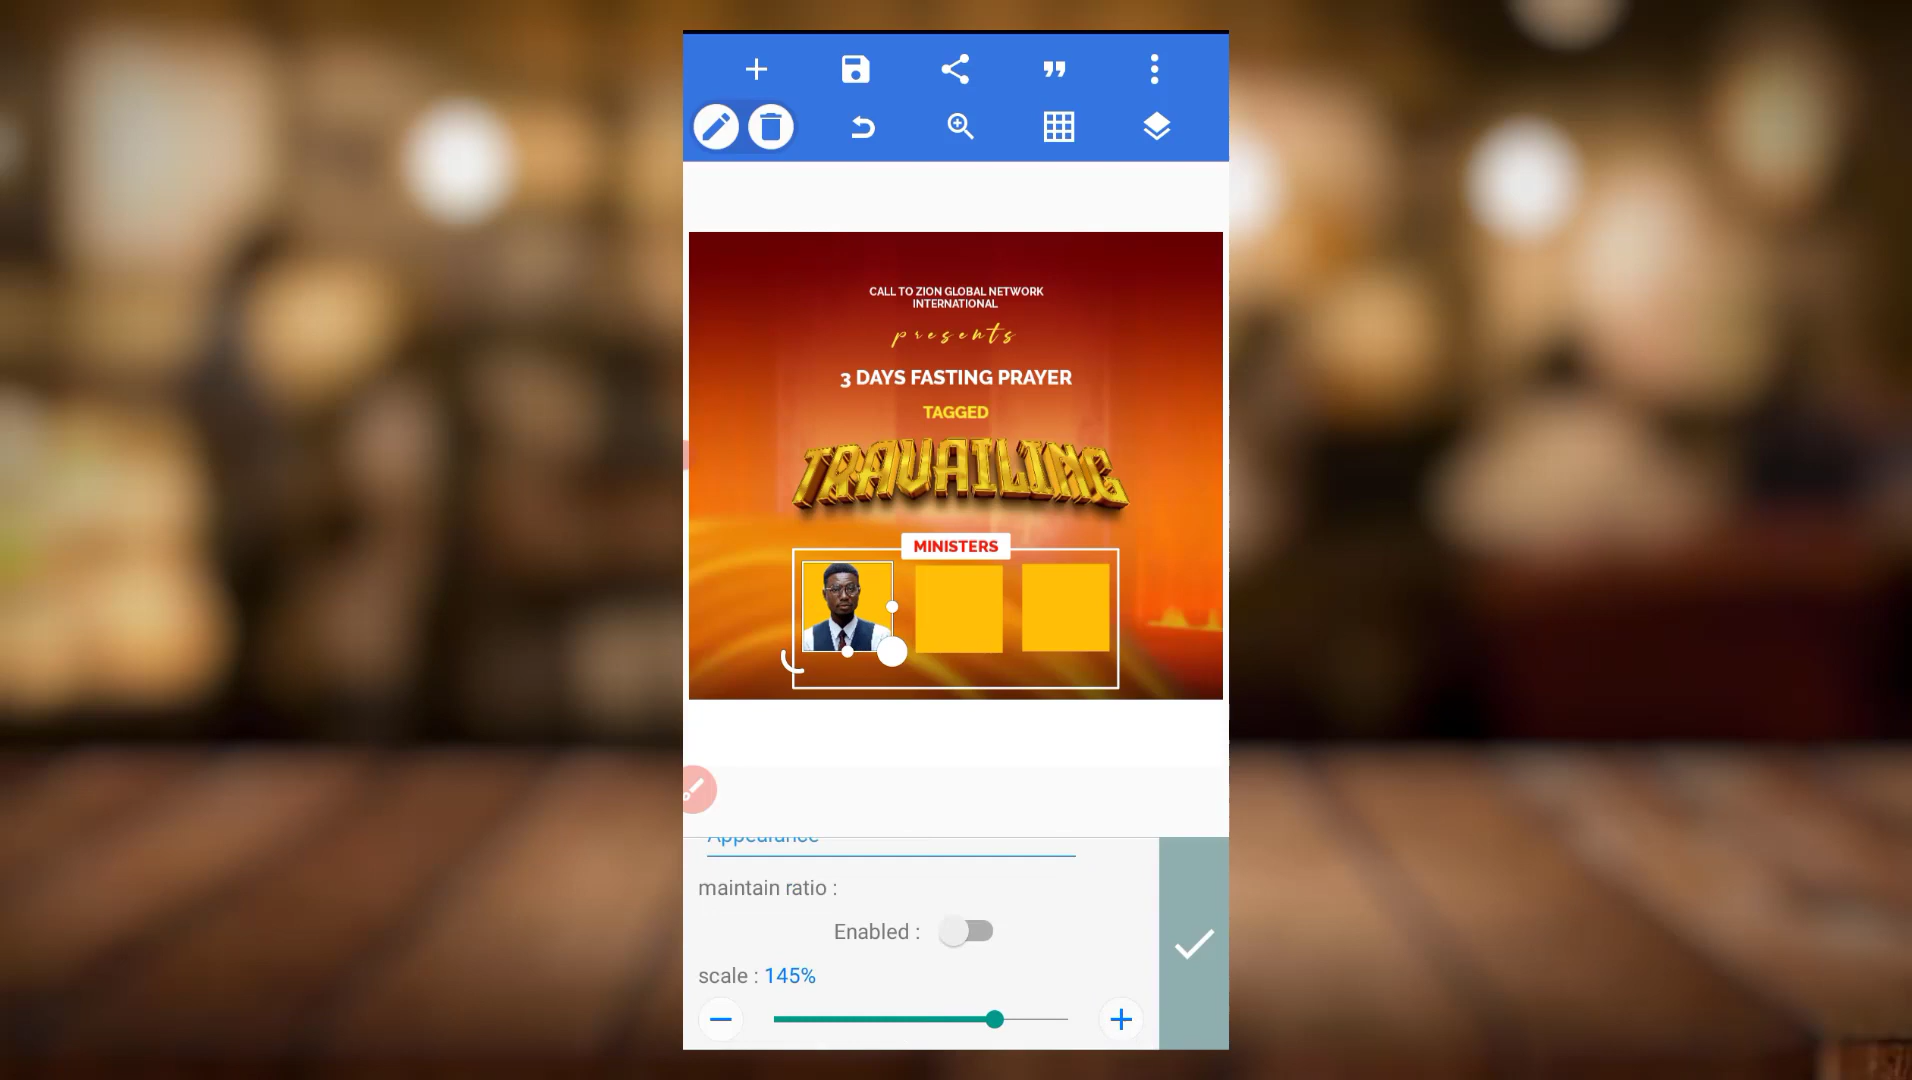 CALL TO ZION GLOBAL NETWORK
INTERNATIONAL
presents
3 DAYS FASTING PRAYER
TAGGED
TRAVAILING
MINISTERS
Appearance
maintain ratio :
Enabled :
scale : 145%